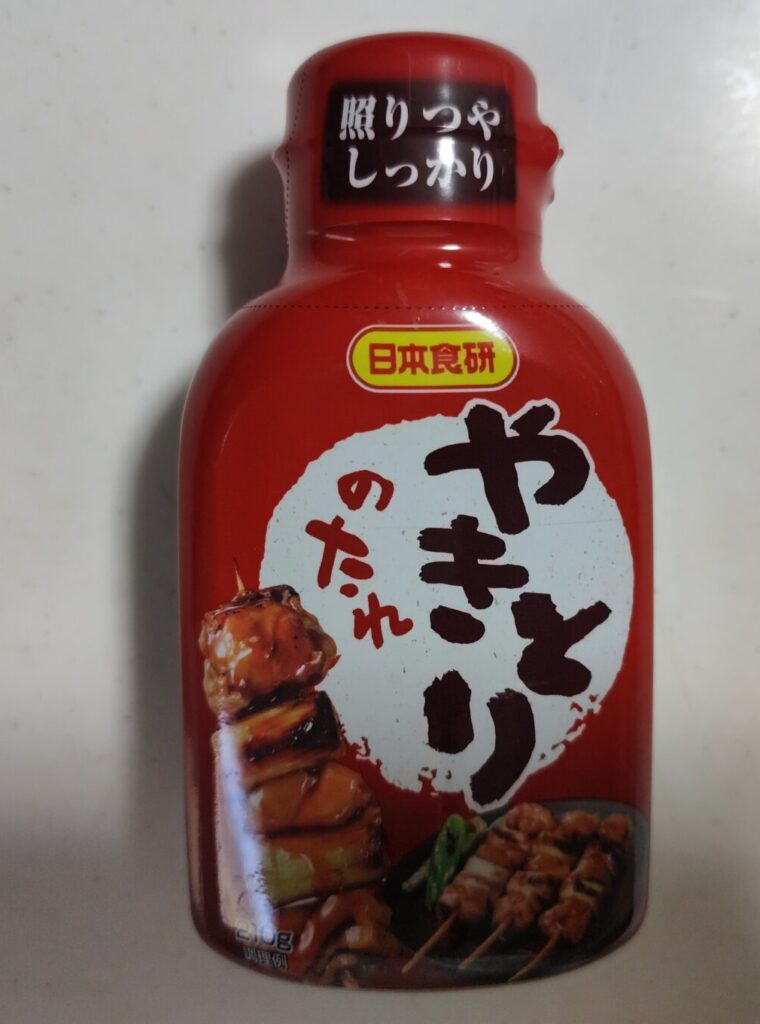 照りつや
しっかり
日本食研
やきとり
のたれ
210g
調理例